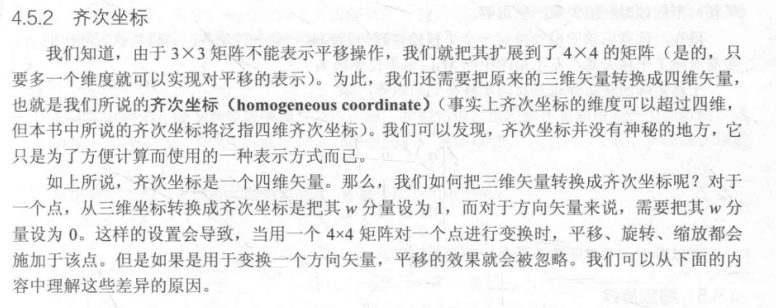 4.5.2 齐次坐标
我们知道，由于 3×3 矩阵不能表示平移操作，我们就把其扩展到了 4×4 的矩阵（是的，只
要多一个维度就可以实现对平移的表示）。为此，我们还需要把原来的三维矢量转换成四维矢量，
也就是我们所说的齐次坐标（homogeneous coordinate）（事实上齐次坐标的维度可以超过四维，
但本书中所说的齐次坐标将泛指四维齐次坐标）。我们可以发现，齐次坐标并没有神秘的地方，它
只是为了方便计算而使用的一种表示方式而已。
如上所说，齐次坐标是一个四维矢量。那么，我们如何把三维矢量转换成齐次坐标呢？对于
一个点，从三维坐标转换成齐次坐标是把其 w 分量设为 1，而对于方向矢量来说，需要把其 w 分
量设为 0。这样的设置会导致，当用一个 4×4 矩阵对一个点进行变换时，平移、旋转、缩放都会
施加于该点。但是如果是用于变换一个方向矢量，平移的效果就会被忽略。我们可以从下面的内
容中理解这些差异的原因。